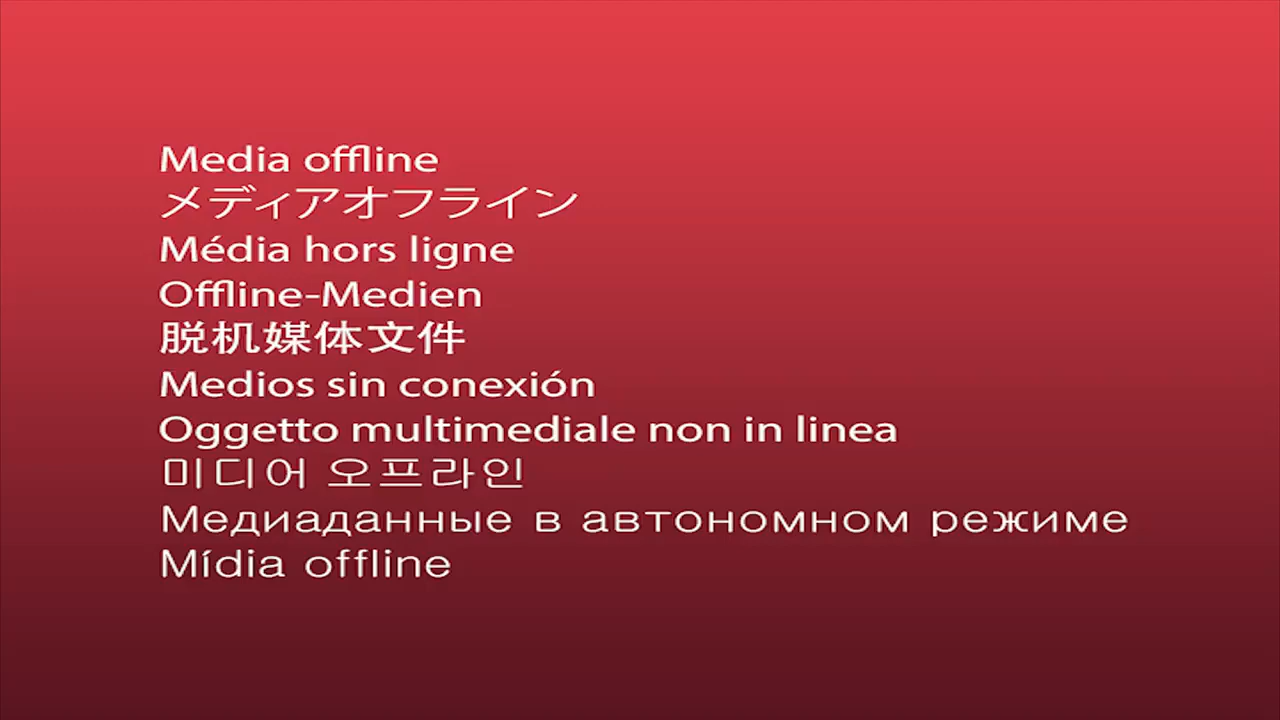 Media offline
メディアオフライン
Média hors ligne
Offline-Medien
脱机媒体文件
Medios sin conexión
Oggetto multimediale non in linea
미디어 오프라인
Медиаданные в автономном режиме
Mídia offline